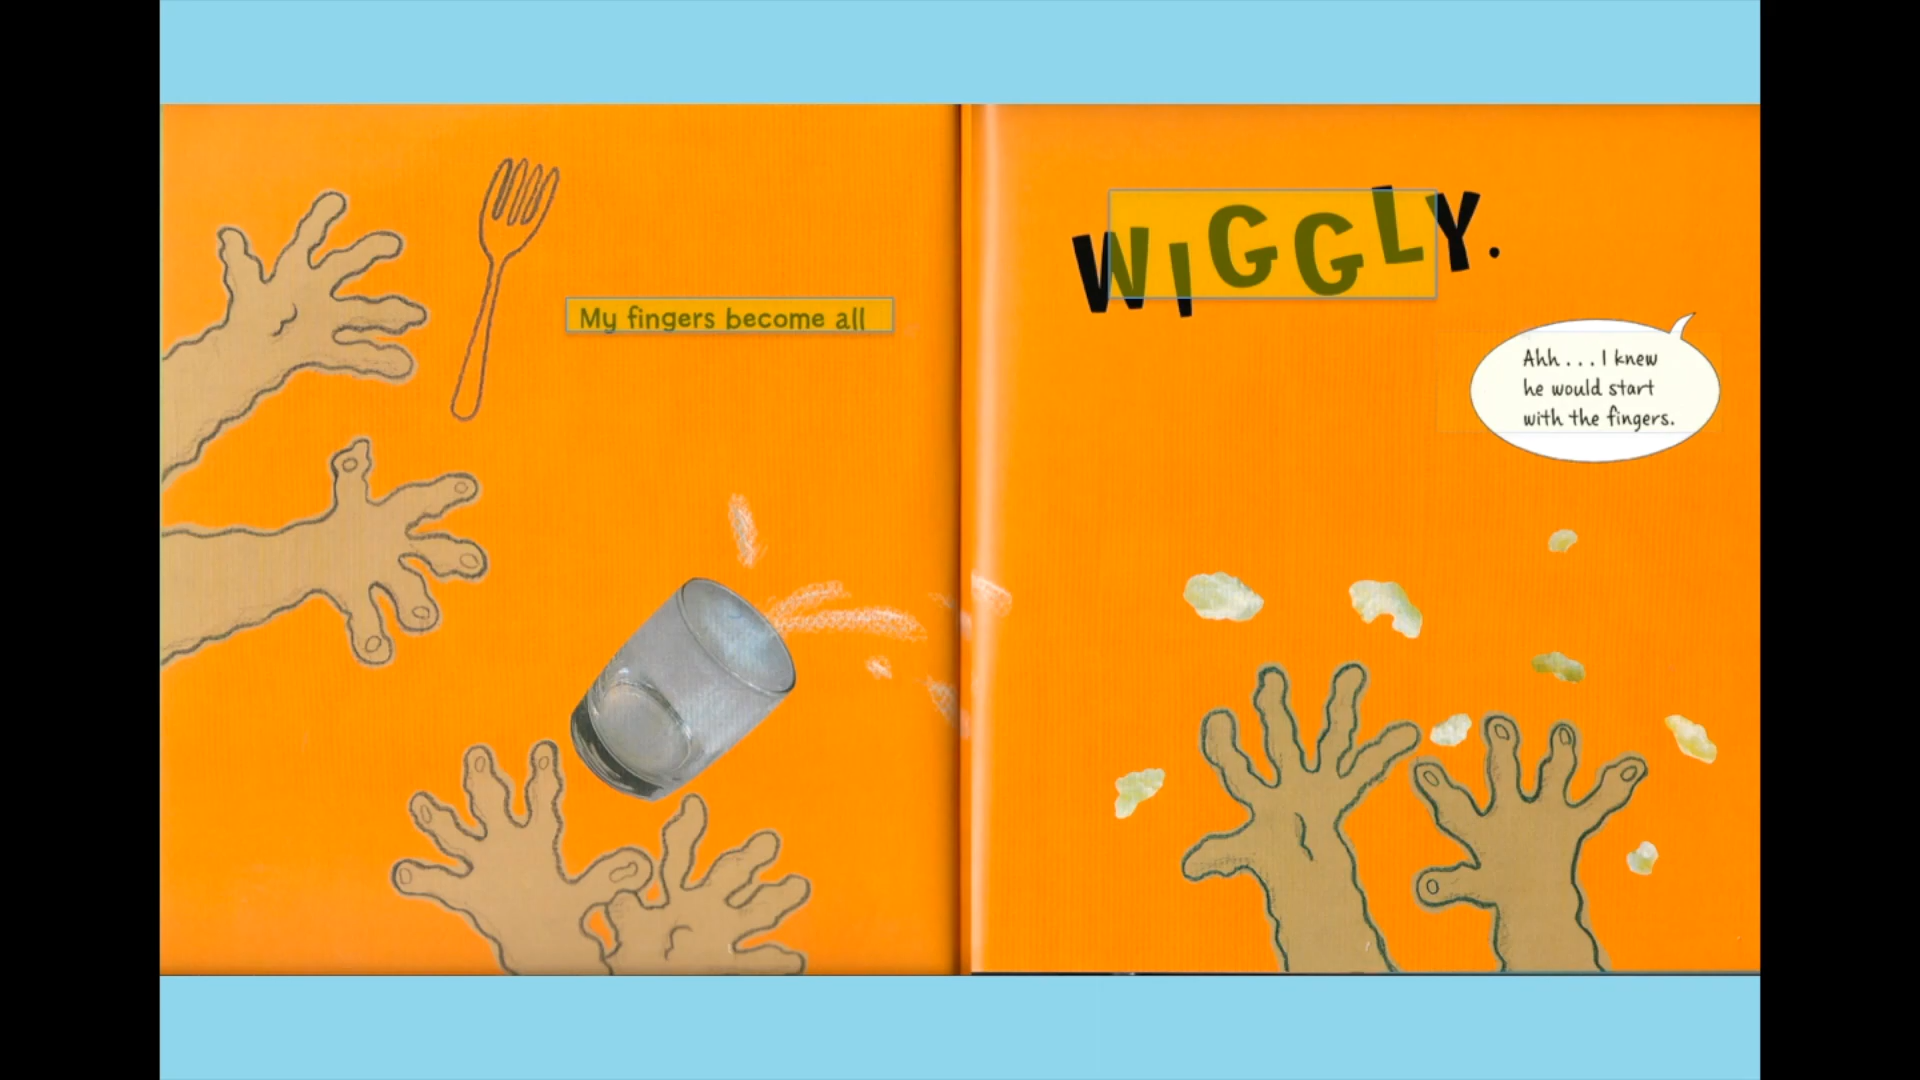 My fingers become all
WIGGLY.
Ahh . . . I knew
he would start
with the fingers.